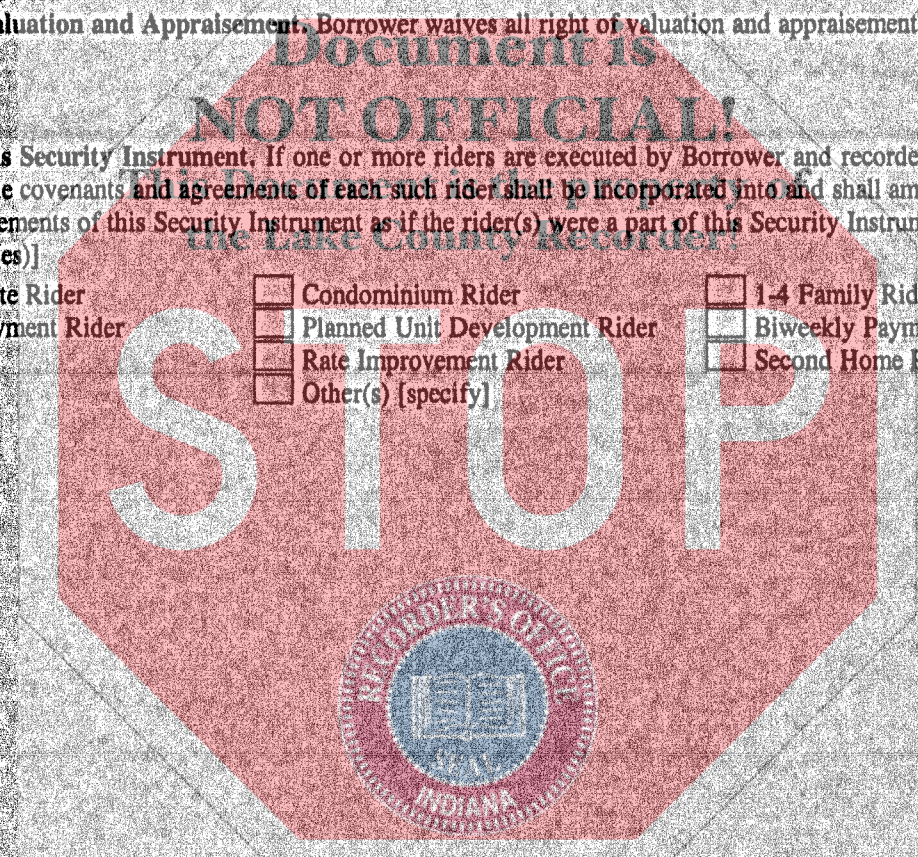 aluation and Appraisement. Borrower waives all right of valuation and appraisement
Document is
NOT OFFICIAL!
s Security Instrument. If one or more riders are executed by Borrower and recorde
e covenants and agreements of each such rider shall be incorporated into and shall am
This Document is the property of
ements of this Security Instrument as if the rider(s) were a part of this Security Instrum
the Lake County Recorder!
es)]
te Rider Condominium Rider 1-4 Family Rid
yment Rider Planned Unit Development Rider Biweekly Paym
Rate Improvement Rider Second Home R
Other(s) [specify]
STOP
RECORDER'S OFFICE
SEAL
INDIANA